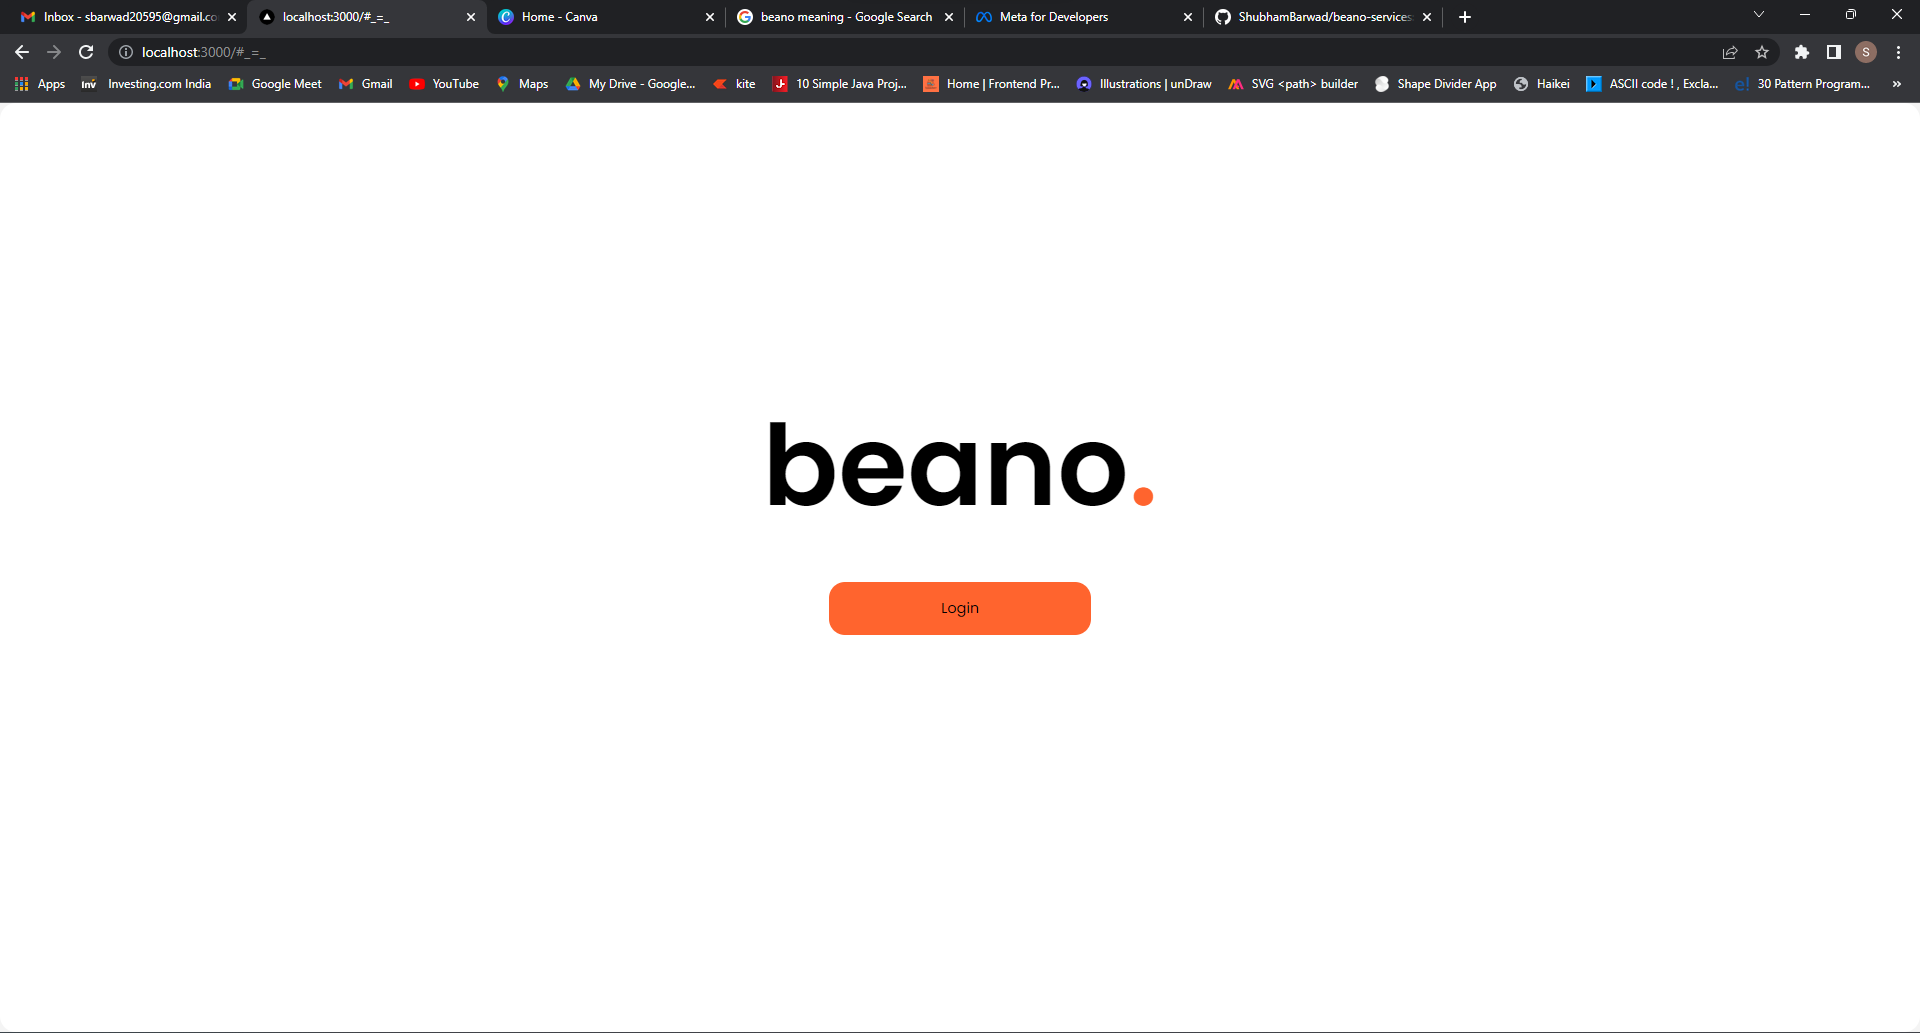 Inbox - sbarwad20595@gmail.co
localhost:3000/#_=_
Home - Canva
beano meaning - Google Search
Meta for Developers
ShubhamBarwad/beano-services
localhost:3000/#_=_
S
Apps
inv Investing.com India
Google Meet
Gmail
YouTube
Maps
My Drive - Google...
kite
10 Simple Java Proj...
Home | Frontend Pr...
Illustrations | unDraw
SVG <path> builder
Shape Divider App
Haikei
ASCII code ! , Excla...
e! 30 Pattern Program...
»
beano.
Login